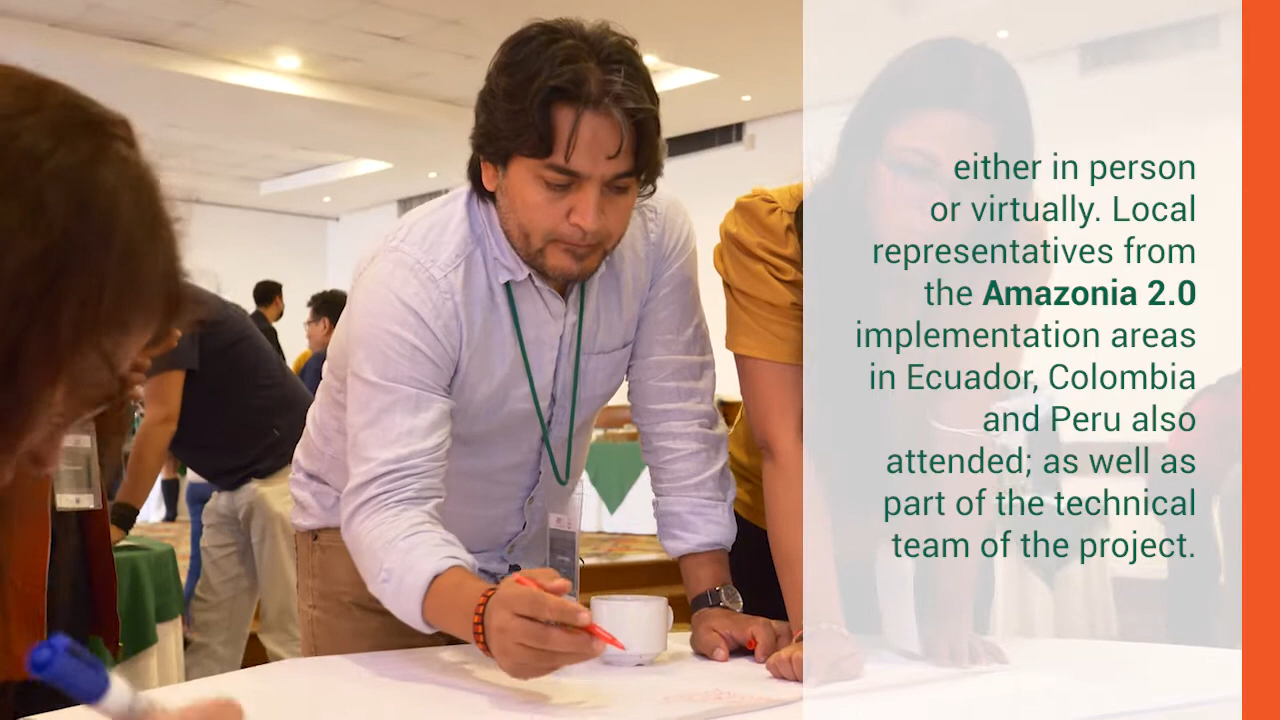 either in person
or virtually. Local
representatives from
the Amazonia 2.0
implementation areas
in Ecuador, Colombia
and Peru also
attended; as well as
part of the technical
team of the project.